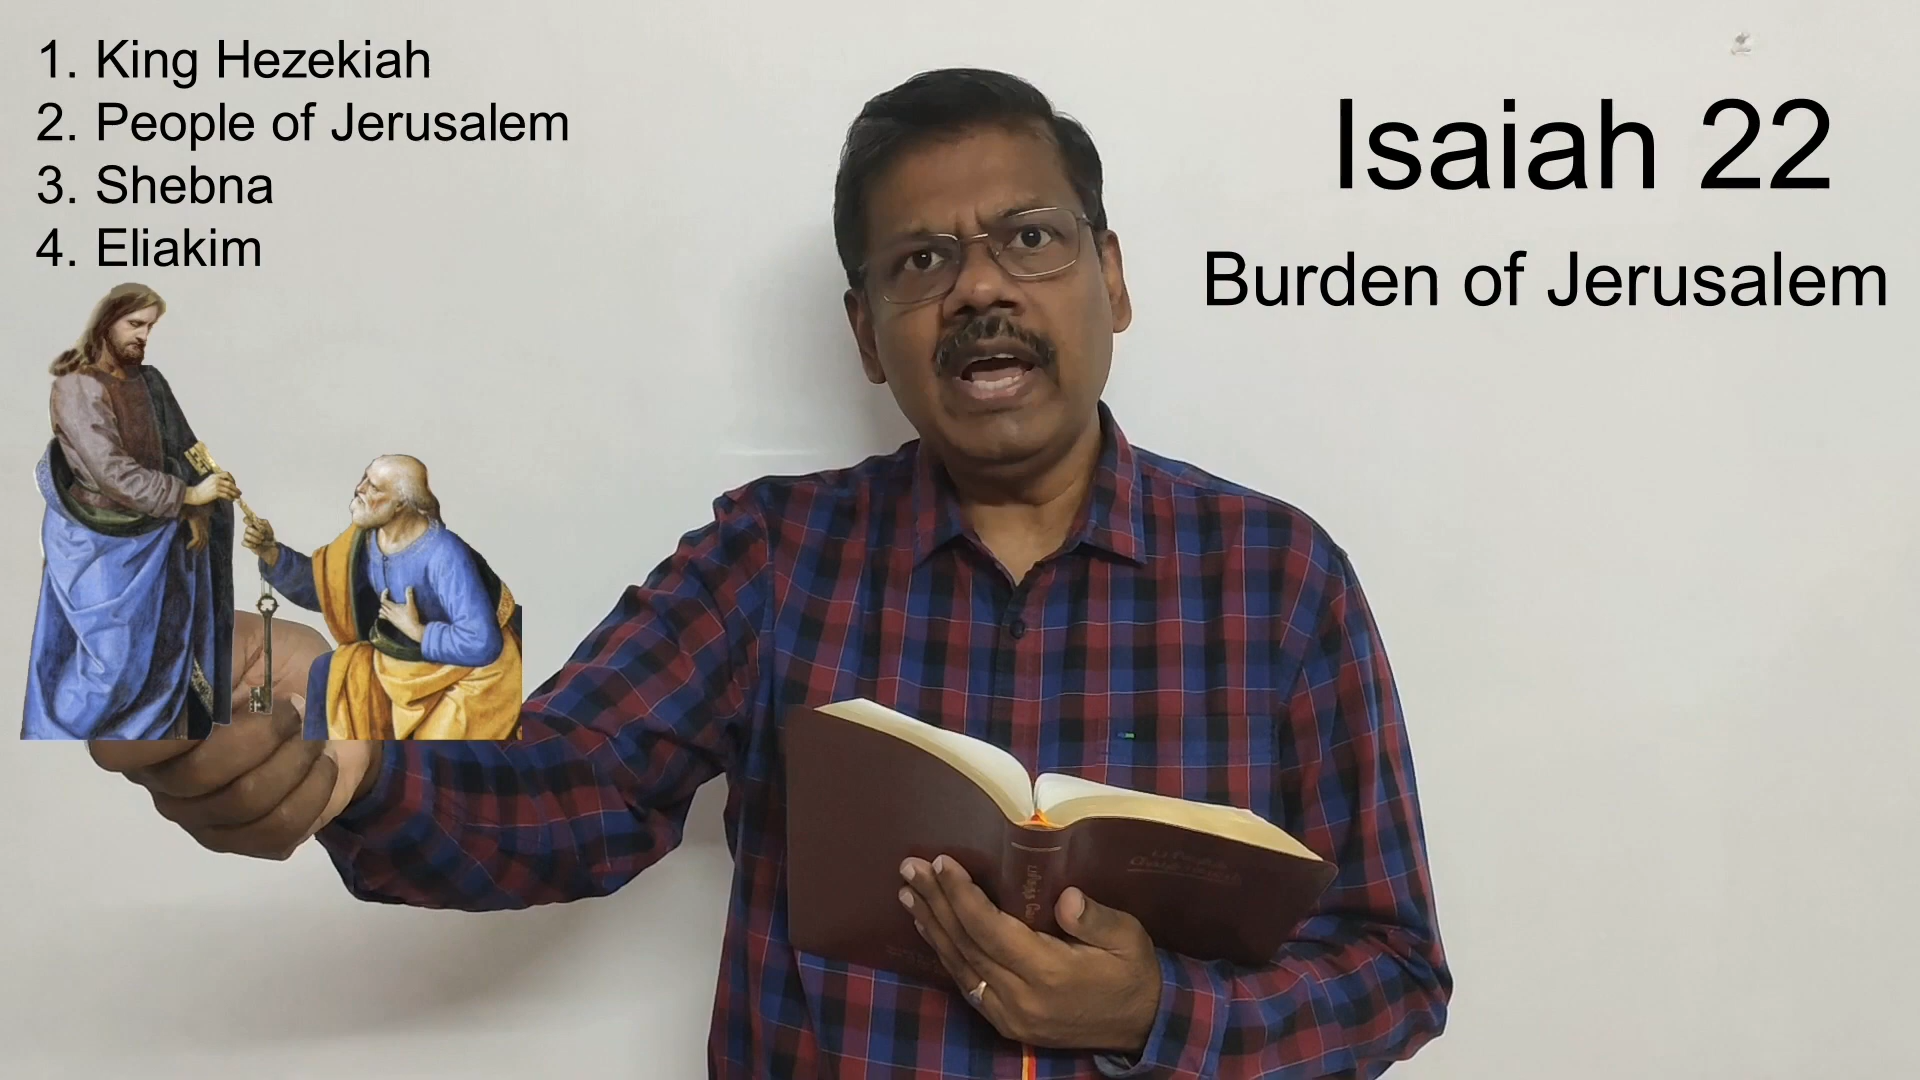 1. King Hezekiah
2. People of Jerusalem
3. Shebna
4. Eliakim
Isaiah 22
Burden of Jerusalem